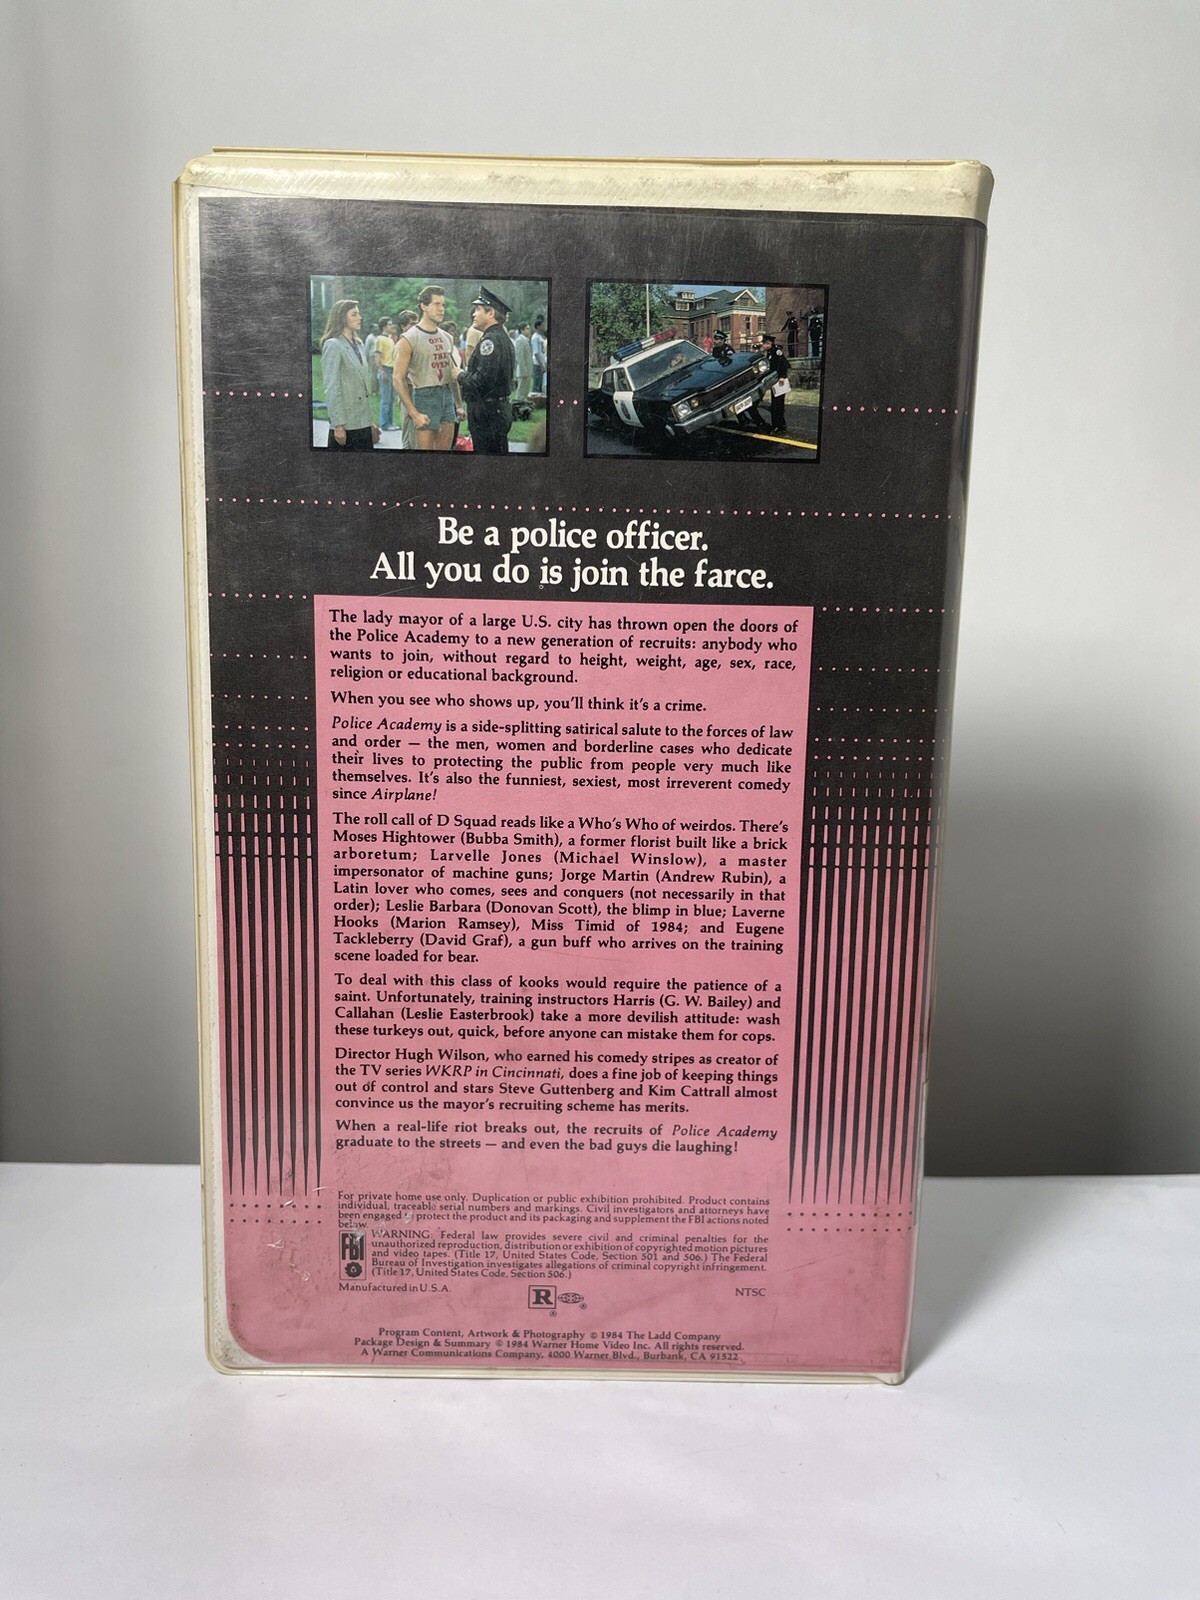 ONE
IN
THE
OVEN
Be a police officer.
All you do is join the farce.
The lady mayor of a large U.S. city has thrown open the doors of
the Police Academy to a new generation of recruits: anybody who
wants to join, without regard to height, weight, age, sex, race,
religion or educational background.
When you see who shows up, you'll think it's a crime.
Police Academy is a side-splitting satirical salute to the forces of law
and order — the men, women and borderline cases who dedicate
their lives to protecting the public from people very much like
themselves. It's also the funniest, sexiest, most irreverent comedy
since Airplane!
The roll call of D Squad reads like a Who's Who of weirdos. There's
Moses Hightower (Bubba Smith), a former florist built like a brick
arboretum; Larvelle Jones (Michael Winslow), a master
impersonator of machine guns; Jorge Martin (Andrew Rubin), a
Latin lover who comes, sees and conquers (not necessarily in that
order); Leslie Barbara (Donovan Scott), the blimp in blue; Laverne
Hooks (Marion Ramsey), Miss Timid of 1984; and Eugene
Tackleberry (David Graf), a gun buff who arrives on the training
scene loaded for bear.
To deal with this class of kooks would require the patience of a
saint. Unfortunately, training instructors Harris (G. W. Bailey) and
Callahan (Leslie Easterbrook) take a more devilish attitude: wash
these turkeys out, quick, before anyone can mistake them for cops.
Director Hugh Wilson, who earned his comedy stripes as creator of
the TV series WKRP in Cincinnati, does a fine job of keeping things
out of control and stars Steve Guttenberg and Kim Cattrall almost
convince us the mayor's recruiting scheme has merits.
When a real-life riot breaks out, the recruits of Police Academy
graduate to the streets — and even the bad guys die laughing!
For private home use only. Duplication or public exhibition prohibited. Product contains
individual, traceable serial numbers and markings. Civil investigators and attorneys have
been engaged to protect the product and its packaging and supplement the FBI actions noted
below.
FBI
WARNING: Federal law provides severe civil and criminal penalties for the
unauthorized reproduction, distribution or exhibition of copyrighted motion pictures
and video tapes. (Title 17, United States Code, Section 501 and 506.) The Federal
Bureau of Investigation investigates allegations of criminal copyright infringement.
(Title 17, United States Code, Section 506.)
Manufactured in U.S.A.
R ® ®
NTSC
Program Content, Artwork & Photography © 1984 The Ladd Company
Package Design & Summary © 1984 Warner Home Video Inc. All rights reserved.
A Warner Communications Company, 4000 Warner Blvd., Burbank, CA 91522